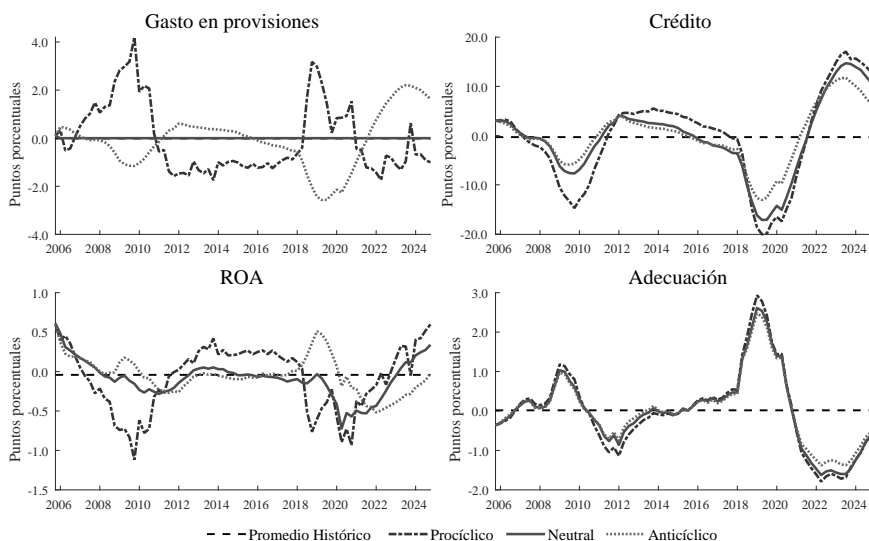 Gasto en provisiones
Puntos porcentuales
4.0
2.0
0.0
-2.0
-4.0
2006 2008 2010 2012 2014 2016 2018 2020 2022 2024
Crédito
Puntos porcentuales
20.0
10.0
0.0
-10.0
-20.0
2006 2008 2010 2012 2014 2016 2018 2020 2022 2024
ROA
Puntos porcentuales
1.0
0.5
0.0
-0.5
-1.0
-1.5
2006 2008 2010 2012 2014 2016 2018 2020 2022 2024
Adecuación
Puntos porcentuales
3.0
2.0
1.0
0.0
-1.0
-2.0
2006 2008 2010 2012 2014 2016 2018 2020 2022 2024
Promedio Histórico Procíclico Neutral Anticíclico